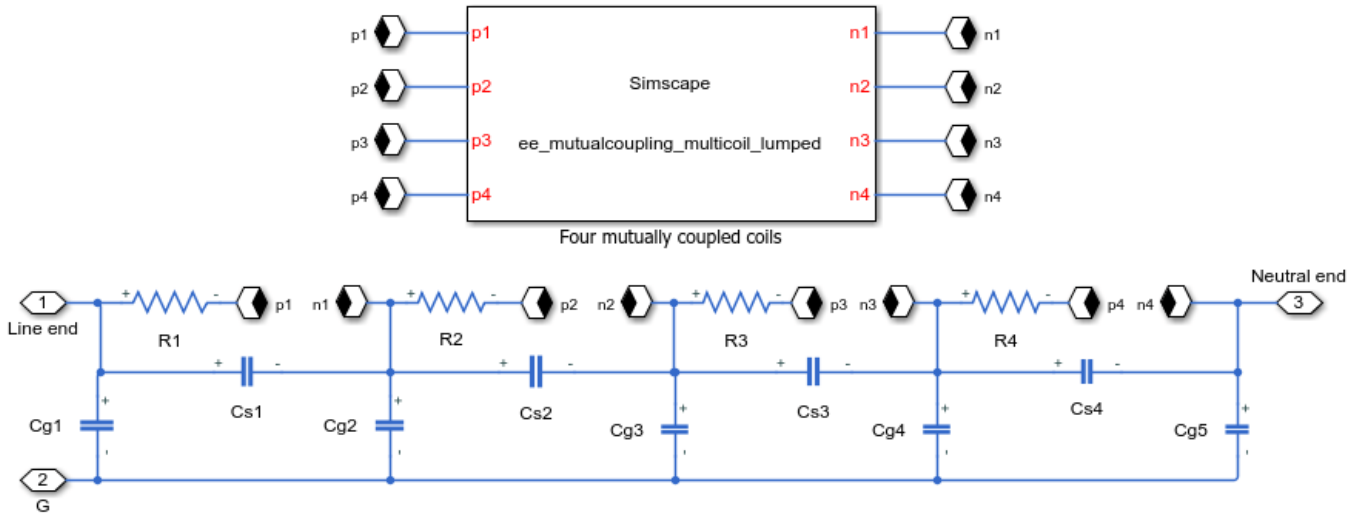 p1 p1 n1 n1
p2 p2 Simscape n2 n2
p3 p3 ee_mutualcoupling_multicoil_lumped n3 n3
p4 p4 n4 n4
Four mutually coupled coils
Neutral end
1 + - p1 n1 + - p2 n2 + - p3 n3 + - p4 n4 3
Line end
R1 R2 R3 R4
+ - + - + - + -
Cs1 Cs2 Cs3 Cs4
+ + + + +
Cg1 Cg2 Cg3 Cg4 Cg5
- - - - -
2
G